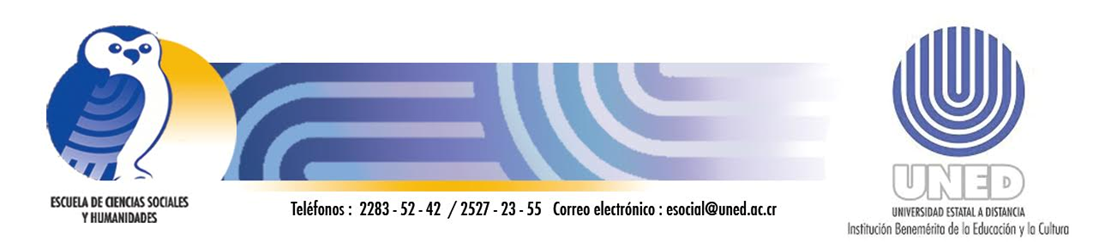 ESCUELA DE CIENCIAS SOCIALES
Y HUMANIDADES
Teléfonos : 2283 - 52 - 42 / 2527 - 23 - 55 Correo electrónico : esocial@uned.ac.cr
UNED
UNIVERSIDAD ESTATAL A DISTANCIA
Institución Benemérita de la Educación y la Cultura